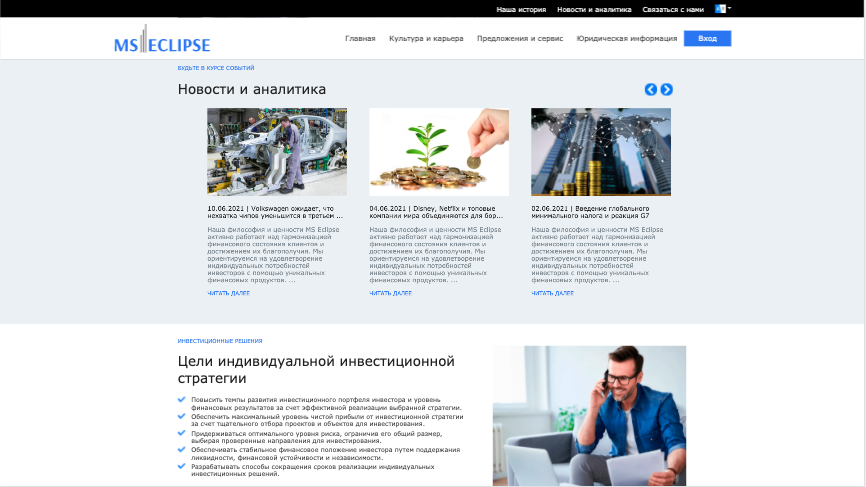 Наша история Новости и аналитика Связаться с нами
MS ECLIPSE Главная Культура и карьера Предложения и сервис Юридическая информация Вход
БУДЬТЕ В КУРСЕ СОБЫТИЙ
Новости и аналитика
10.06.2021 | Volkswagen ожидает, что
нехватка чипов уменьшится в третьем ...
Наша философия и ценности MS Eclipse
активно работает над гармонизацией
финансового состояния клиентов и
достижением их благополучия. Мы
ориентируемся на удовлетворение
индивидуальных потребностей
инвесторов с помощью уникальных
финансовых продуктов. ...
ЧИТАТЬ ДАЛЕЕ
04.06.2021 | Disney, Netflix и топовые
компании мира объединяются для бор...
Наша философия и ценности MS Eclipse
активно работает над гармонизацией
финансового состояния клиентов и
достижением их благополучия. Мы
ориентируемся на удовлетворение
индивидуальных потребностей
инвесторов с помощью уникальных
финансовых продуктов. ...
ЧИТАТЬ ДАЛЕЕ
02.06.2021 | Введение глобального
минимального налога и реакция G7
Наша философия и ценности MS Eclipse
активно работает над гармонизацией
финансового состояния клиентов и
достижением их благополучия. Мы
ориентируемся на удовлетворение
индивидуальных потребностей
инвесторов с помощью уникальных
финансовых продуктов. ...
ЧИТАТЬ ДАЛЕЕ
ИНВЕСТИЦИОННЫЕ РЕШЕНИЯ
Цели индивидуальной инвестиционной
стратегии
Повысить темпы развития инвестиционного портфеля инвестора и уровень
финансовых результатов за счет эффективной реализации выбранной стратегии.
Обеспечить максимальный уровень чистой прибыли от инвестиционной стратегии
за счет тщательного отбора проектов и объектов для инвестирования.
Придерживаться оптимального уровня риска, ограничив его общий размер,
выбирая проверенные направления для инвестирования.
Обеспечивать стабильное финансовое положение инвестора путем поддержания
ликвидности, финансовой устойчивости и независимости.
Разрабатывать способы сокращения сроков реализации индивидуальных
инвестиционных решений.